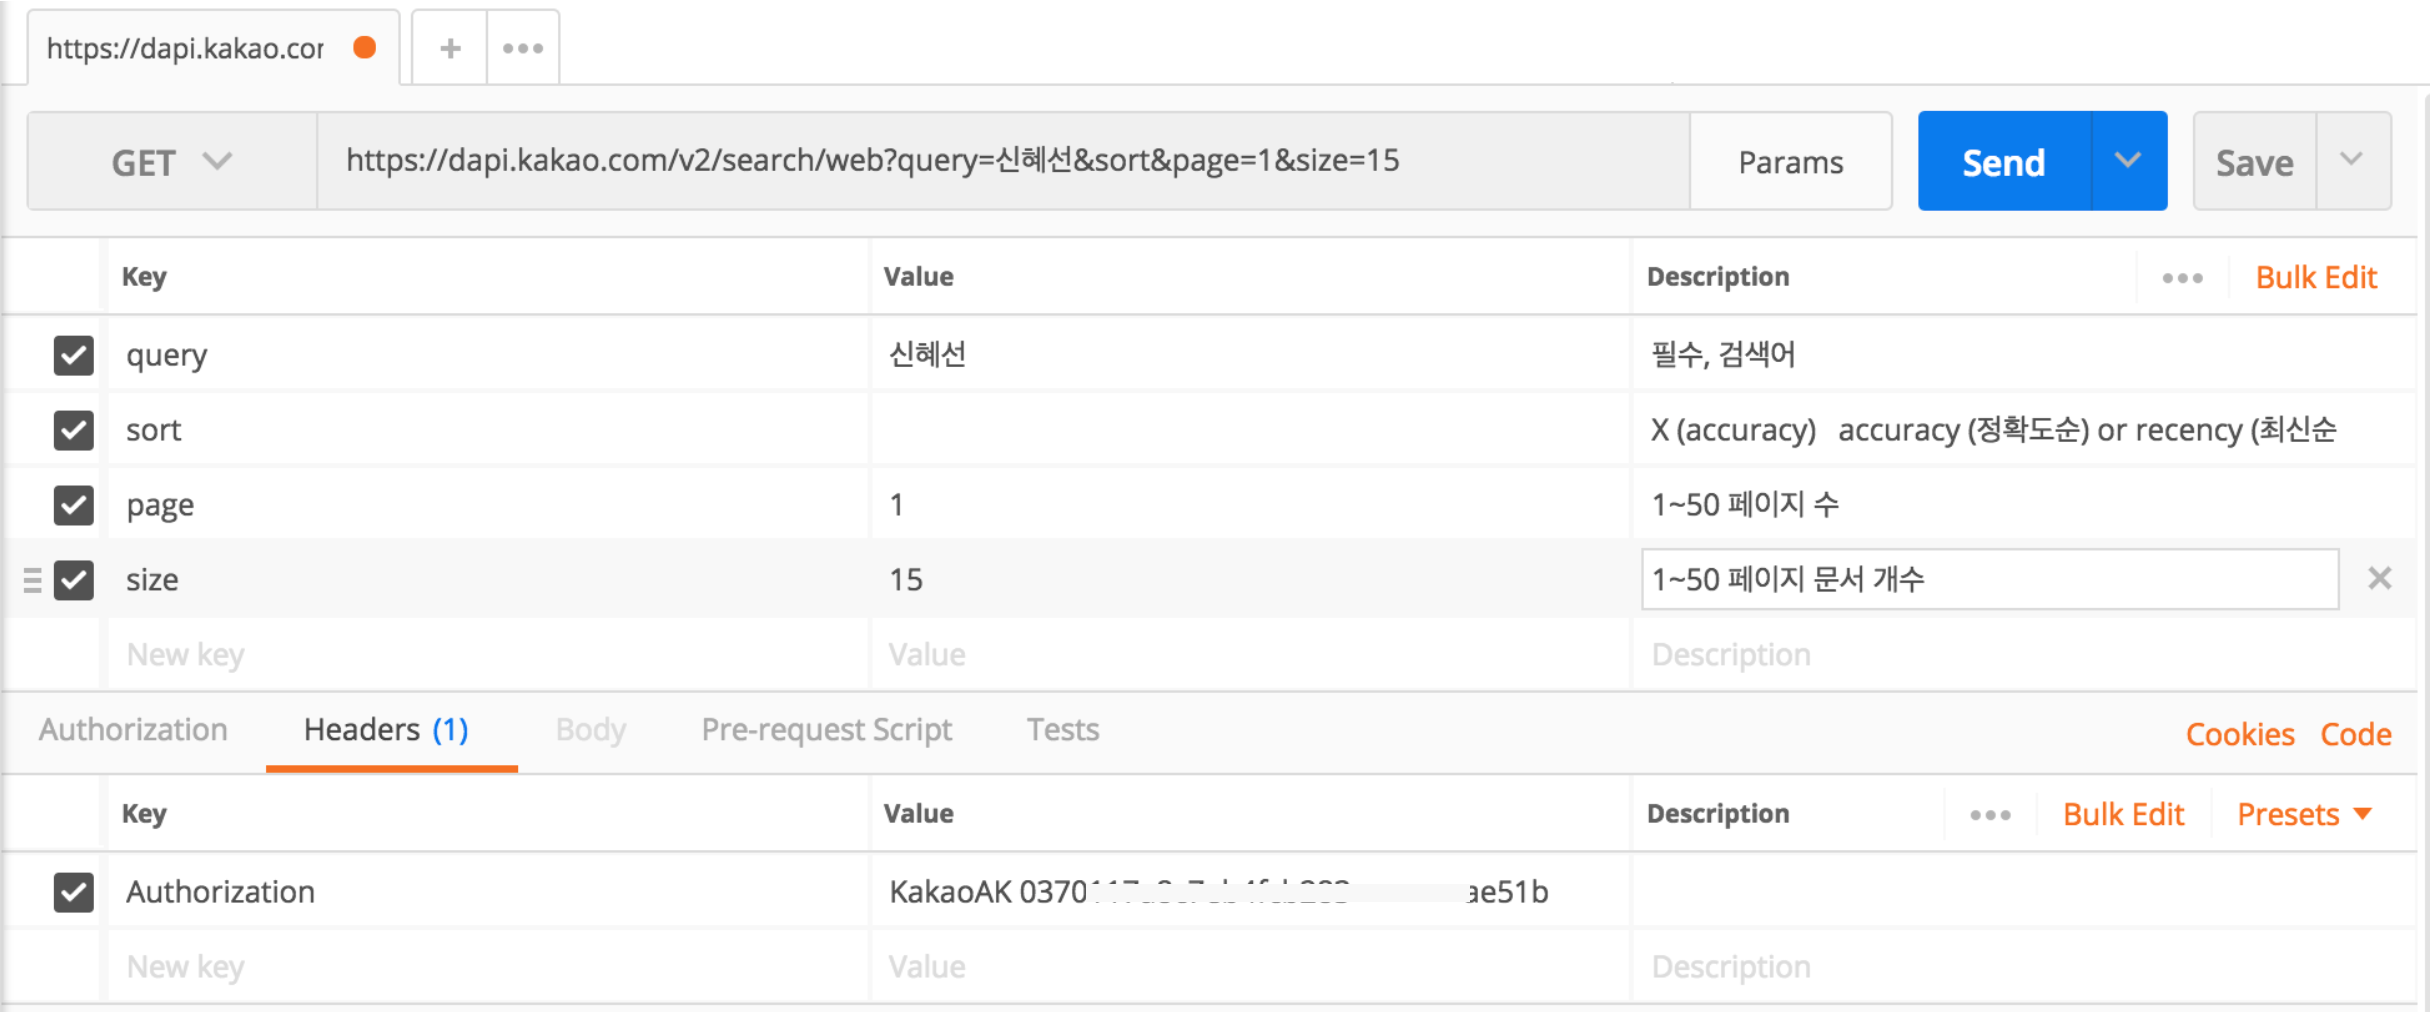 https://dapi.kakao.cor
GET https://dapi.kakao.com/v2/search/web?query=신혜선&sort&page=1&size=15 Params Send Save
Key Value Description Bulk Edit
query 신혜선 필수, 검색어
sort X (accuracy) accuracy (정확도순) or recency (최신순
page 1 1~50 페이지 수
size 15 1~50 페이지 문서 개수
New key Value Description
Authorization Headers (1) Body Pre-request Script Tests Cookies Code
Key Value Description Bulk Edit Presets
Authorization KakaoAK
New key Value Description